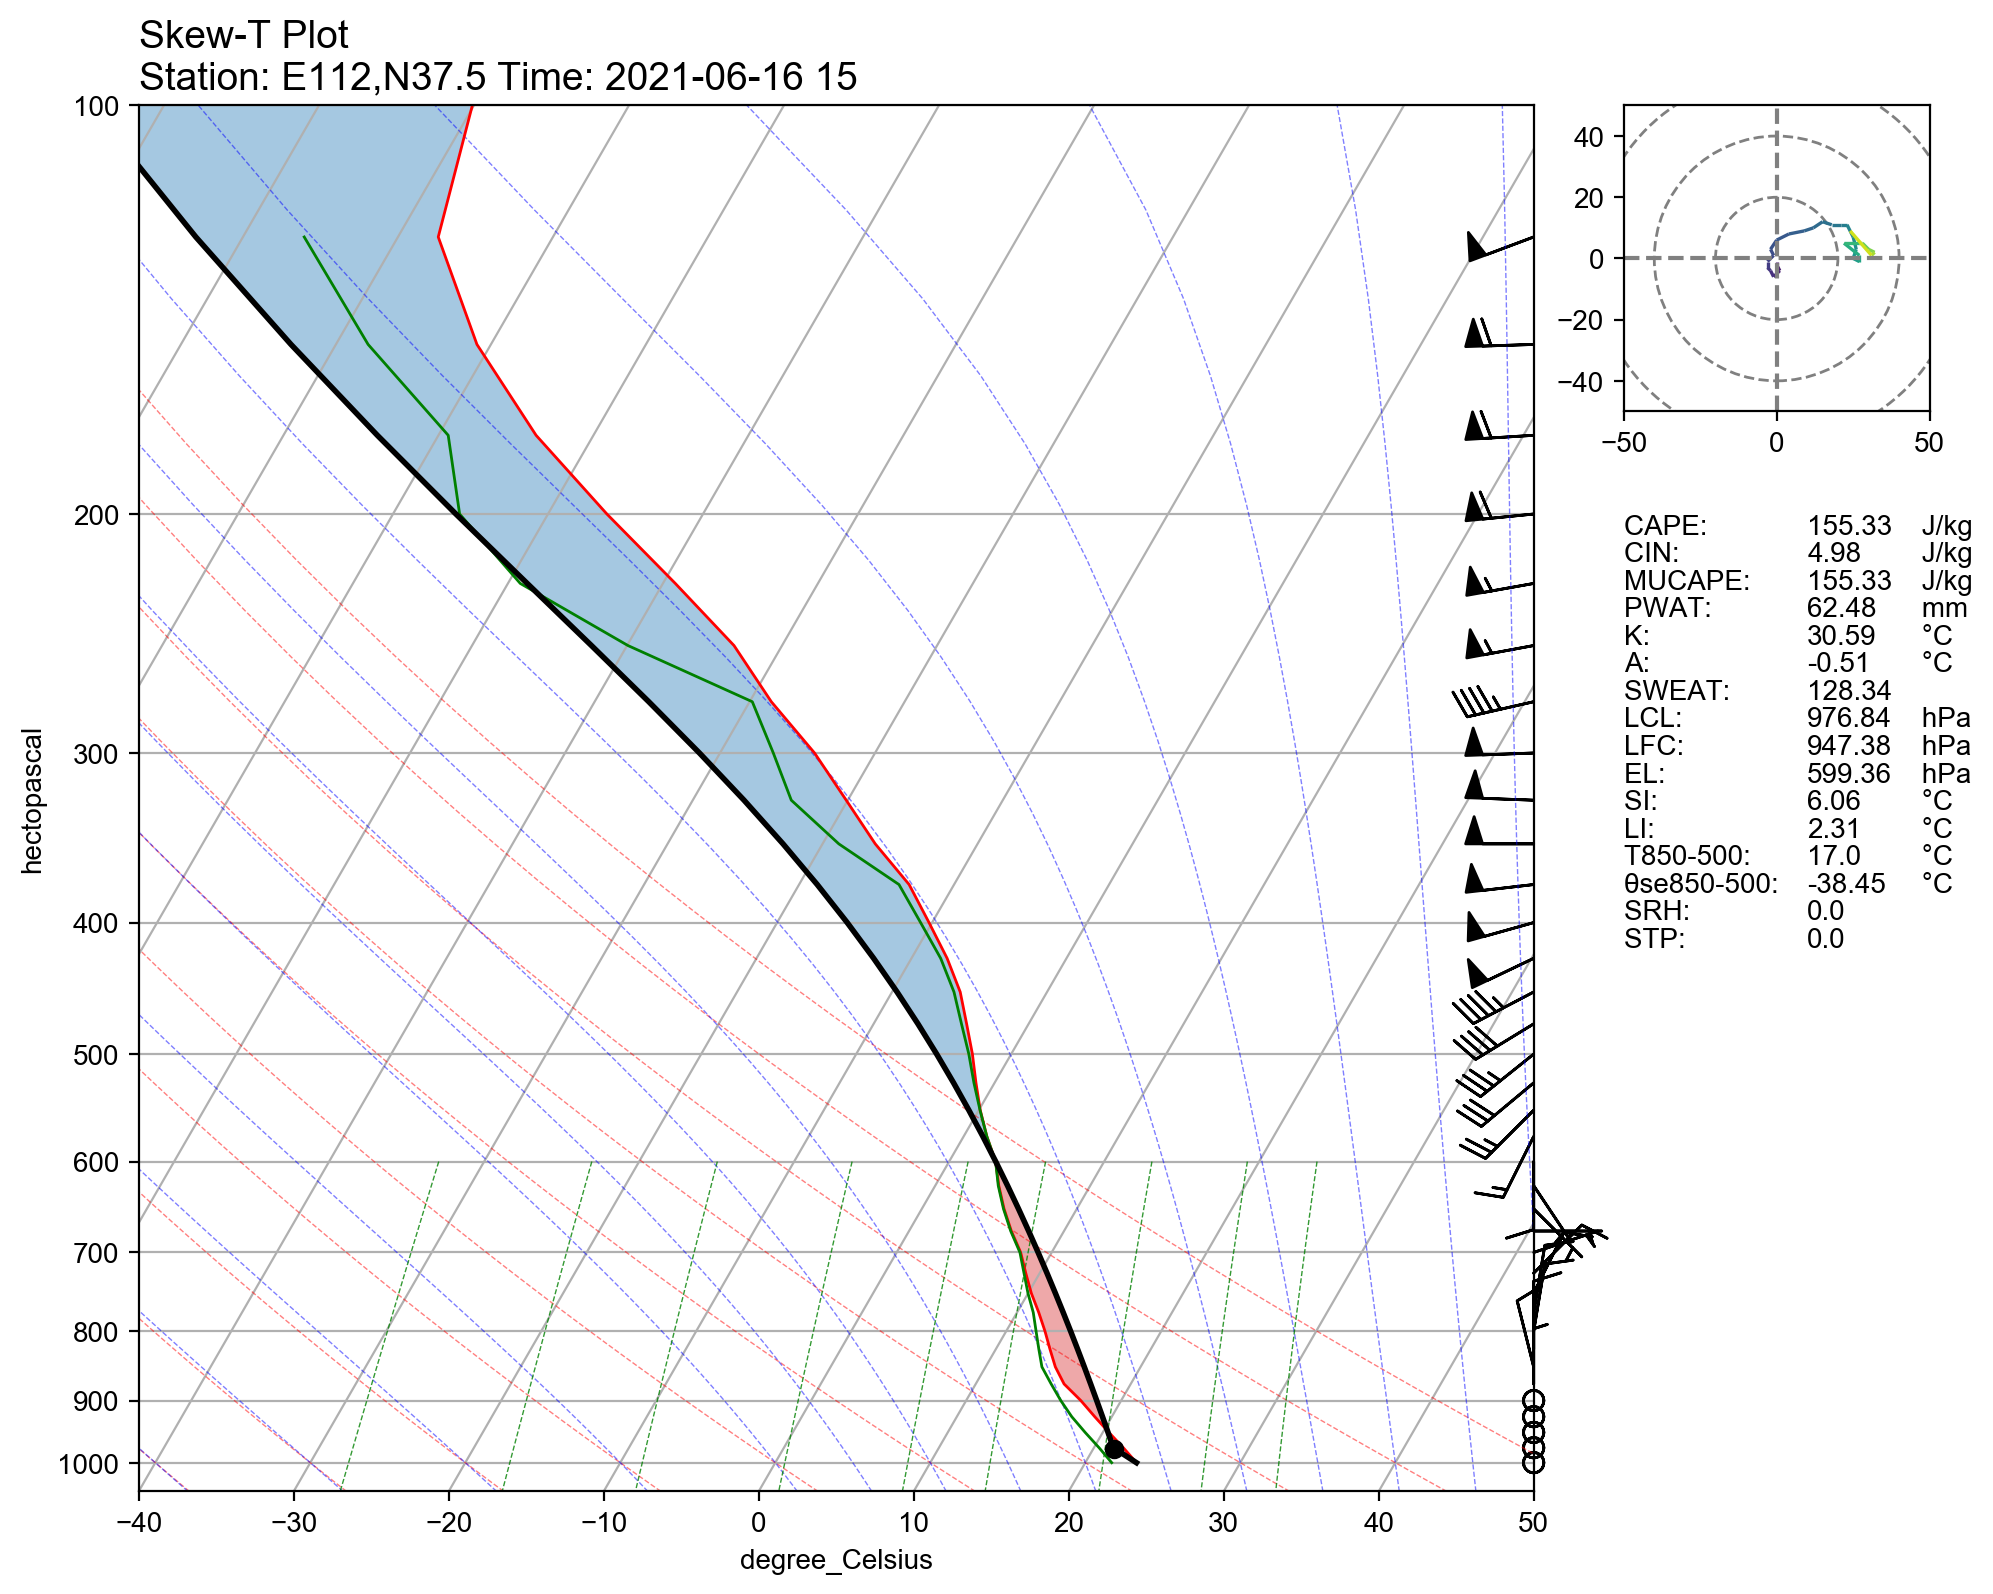 Skew-T Plot
Station: E112,N37.5 Time: 2021-06-16 15
100
200
300
400
500
600
700
800
900
1000
hectopascal
−40 −30 −20 −10 0 10 20 30 40 50
degree_Celsius
40
20
0
−20
−40
−50 0 50
CAPE: 155.33 J/kg
CIN: 4.98 J/kg
MUCAPE: 155.33 J/kg
PWAT: 62.48 mm
K: 30.59 °C
A: -0.51 °C
SWEAT: 128.34
LCL: 976.84 hPa
LFC: 947.38 hPa
EL: 599.36 hPa
SI: 6.06 °C
LI: 2.31 °C
T850-500: 17.0 °C
θse850-500: -38.45 °C
SRH: 0.0
STP: 0.0